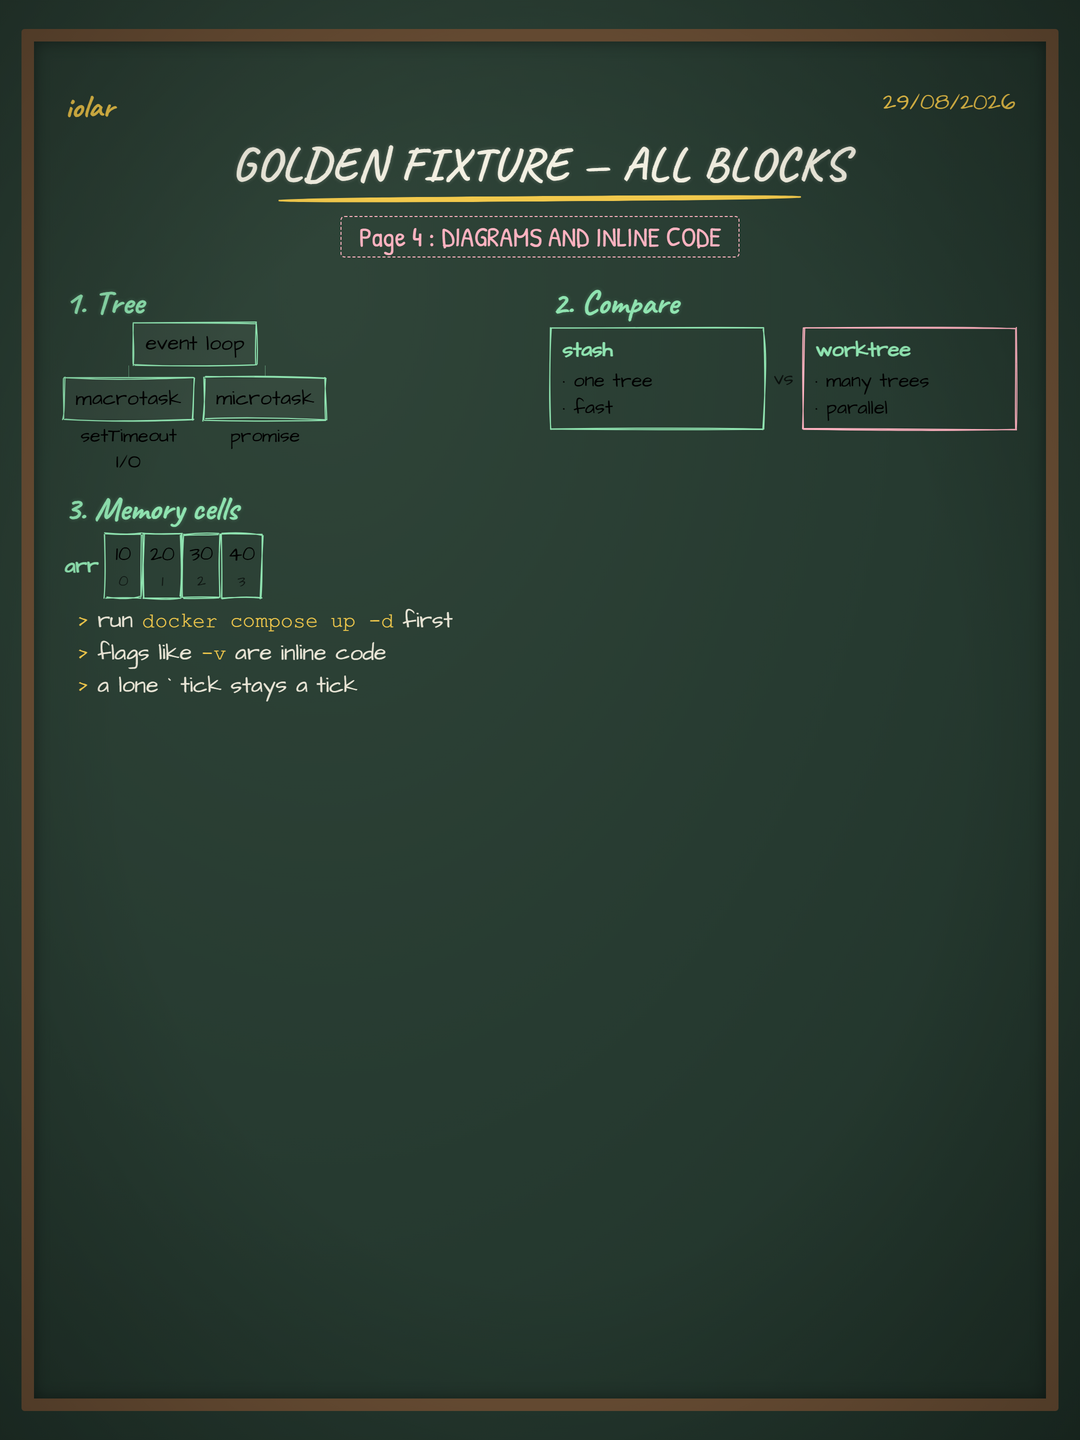 iolar
29/08/2026
GOLDEN FIXTURE – ALL BLOCKS
Page 4 : DIAGRAMS AND INLINE CODE
1. Tree
event loop
macrotask microtask
setTimeout promise
I/O
2. Compare
stash
· one tree
· fast
vs
worktree
· many trees
· parallel
3. Memory cells
arr 10 20 30 40
0 1 2 3
> run docker compose up -d first
> flags like -v are inline code
> a lone ` tick stays a tick